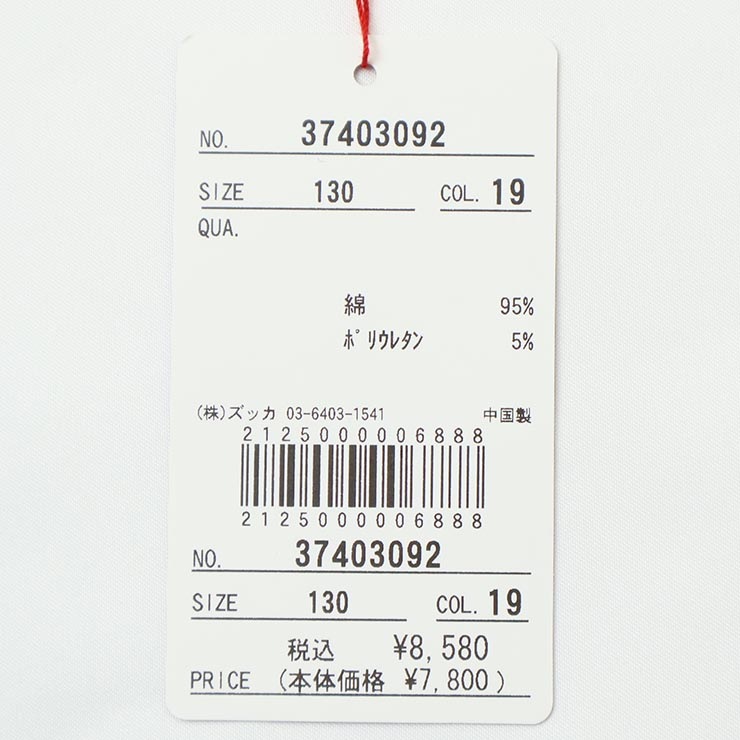 NO. 37403092
SIZE 130 COL. 19
QUA.
綿 95%
ﾎﾟﾘｳﾚﾀﾝ 5%
(株)ズッカ 03-6403-1541 中国製
2125000006888
2125000006888
NO. 37403092
SIZE 130 COL. 19
税込 ¥8,580
PRICE (本体価格 ¥7,800)